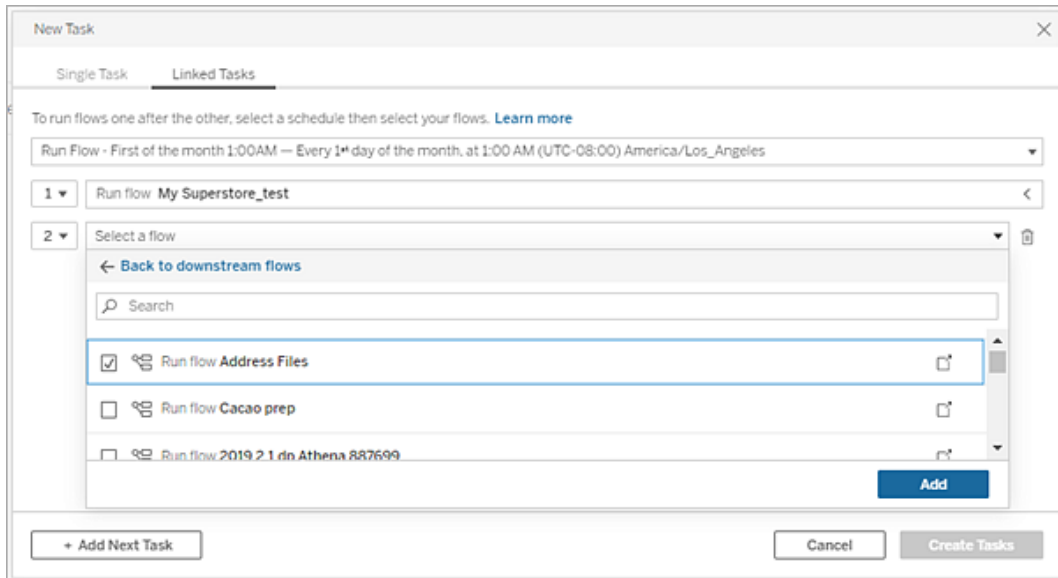 New Task
Single Task Linked Tasks
To run flows one after the other, select a schedule then select your flows. Learn more
Run Flow - First of the month 1:00AM — Every 1st day of the month, at 1:00 AM (UTC-08:00) America/Los_Angeles
1 Run flow My Superstore_test
2 Select a flow
Back to downstream flows
Search
Run flow Address Files
Run flow Cacao prep
Run flow 2019.2.1 dp Athena 887699
Add
+ Add Next Task Cancel Create Tasks